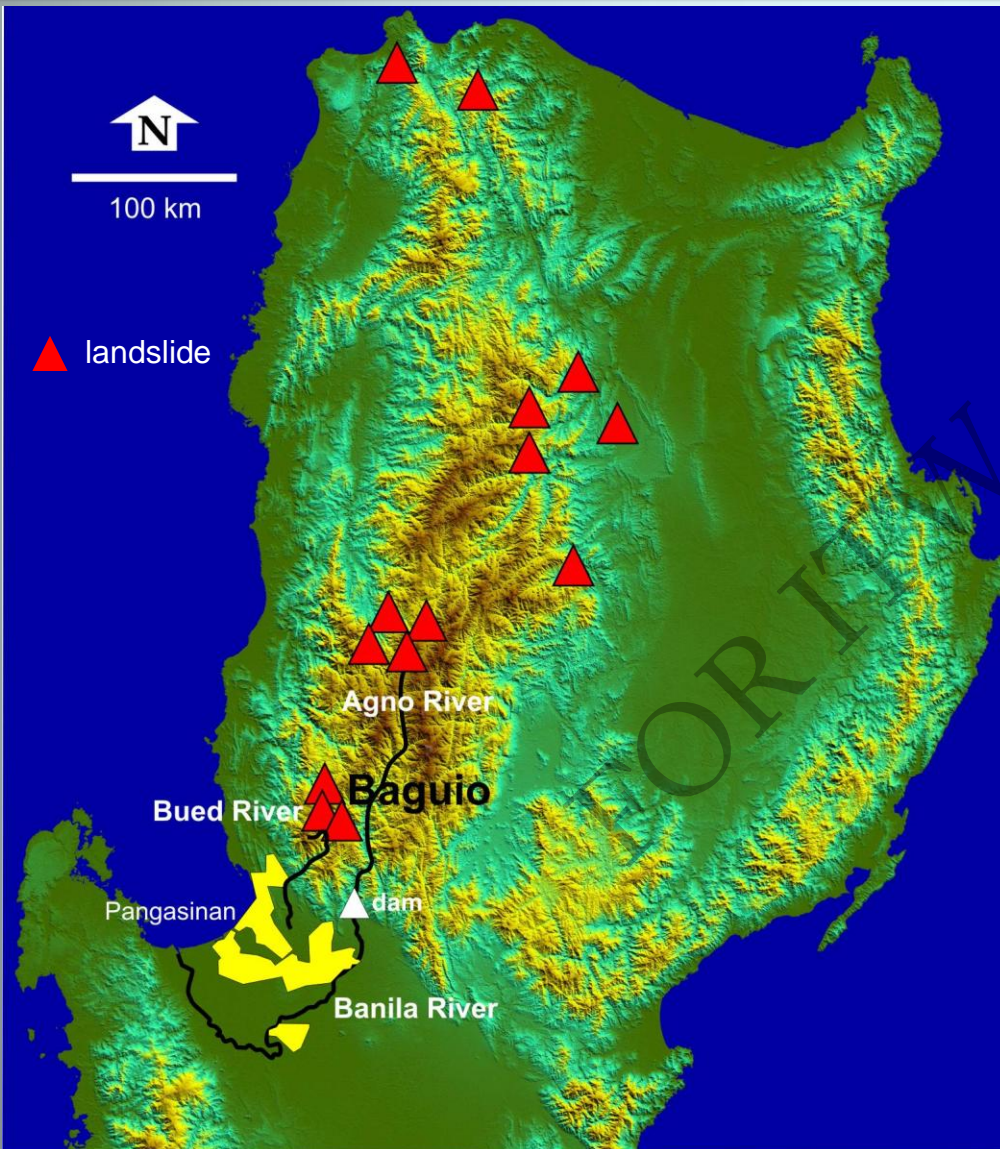 N
100 km
landslide
Agno River
Baguio
Bued River
dam
Pangasinan
Banila River